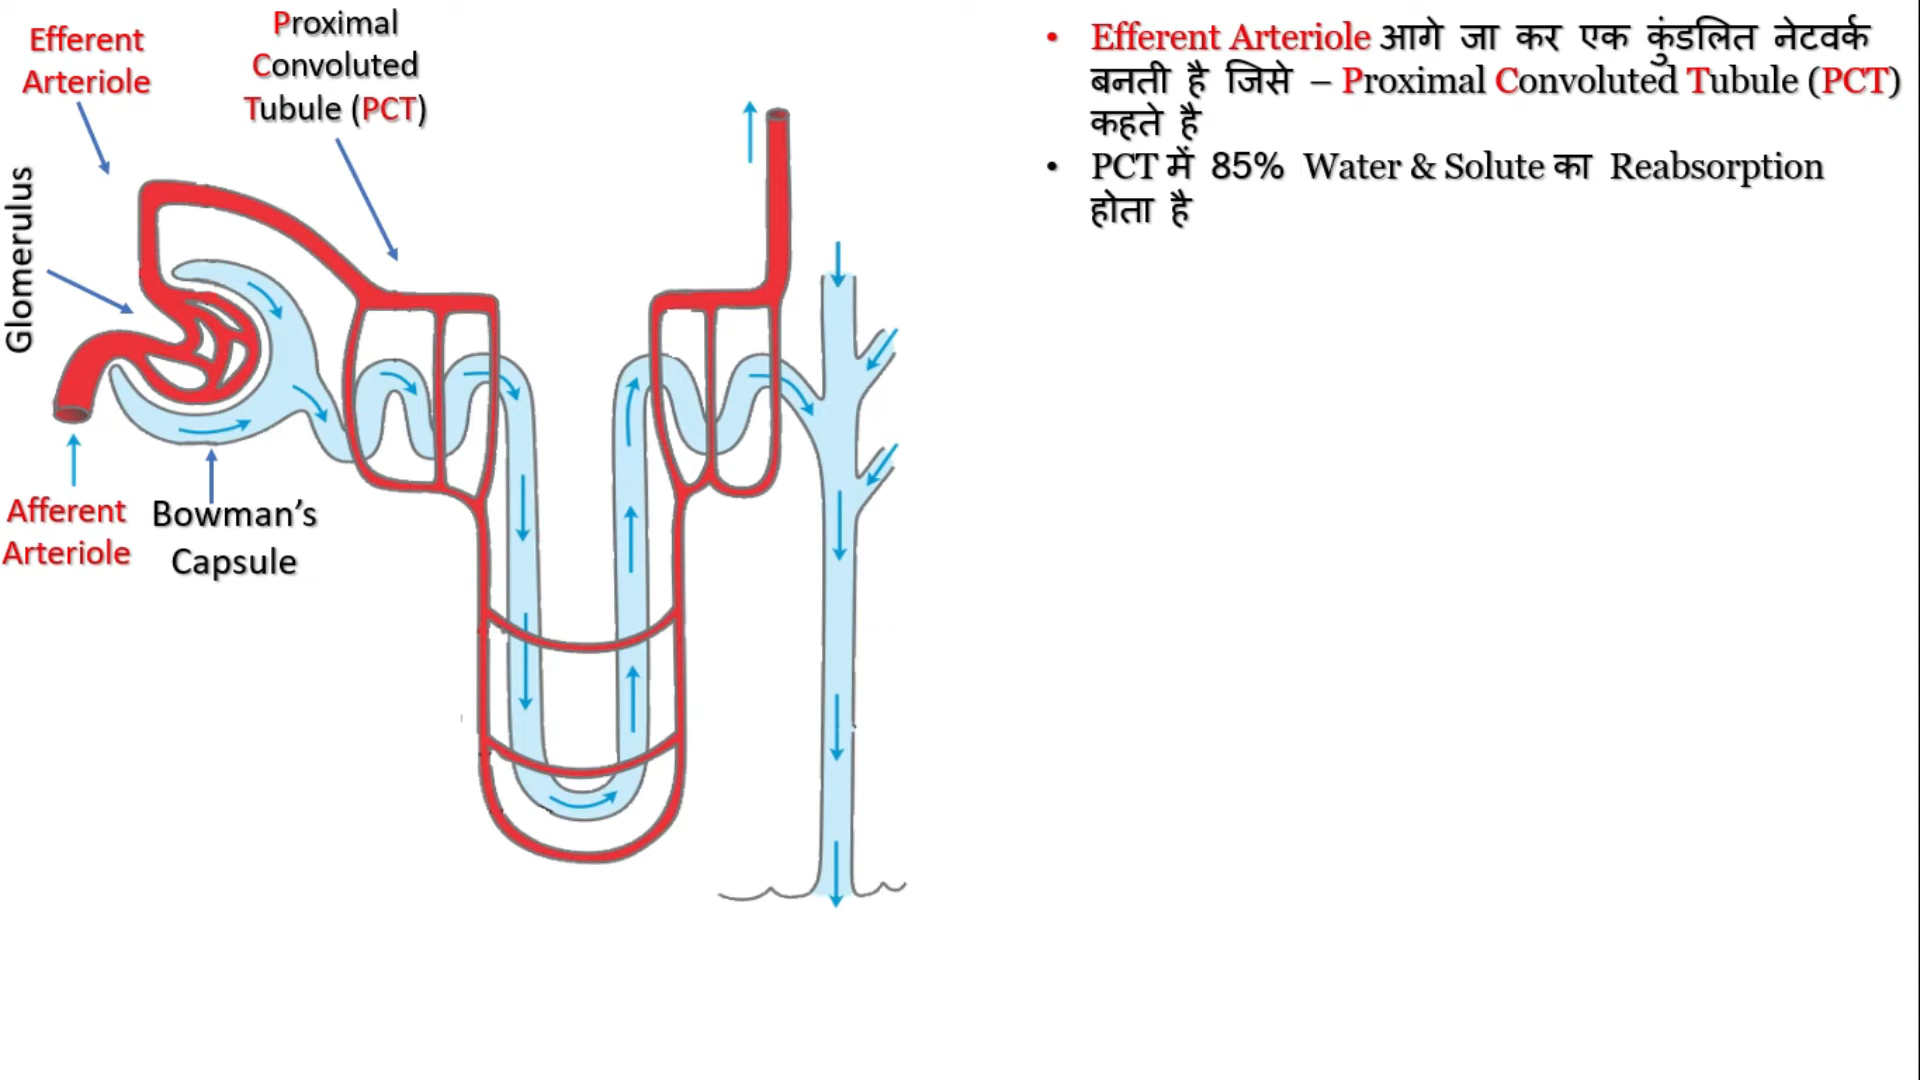 Efferent
Arteriole
Proximal
Convoluted
Tubule (PCT)
Glomerulus
Afferent
Arteriole
Bowman’s
Capsule
• Efferent Arteriole आगे जा कर एक कुंडलित नेटवर्क
बनती है जिसे – Proximal Convoluted Tubule (PCT)
कहते है
• PCT में 85% Water & Solute का Reabsorption
होता है